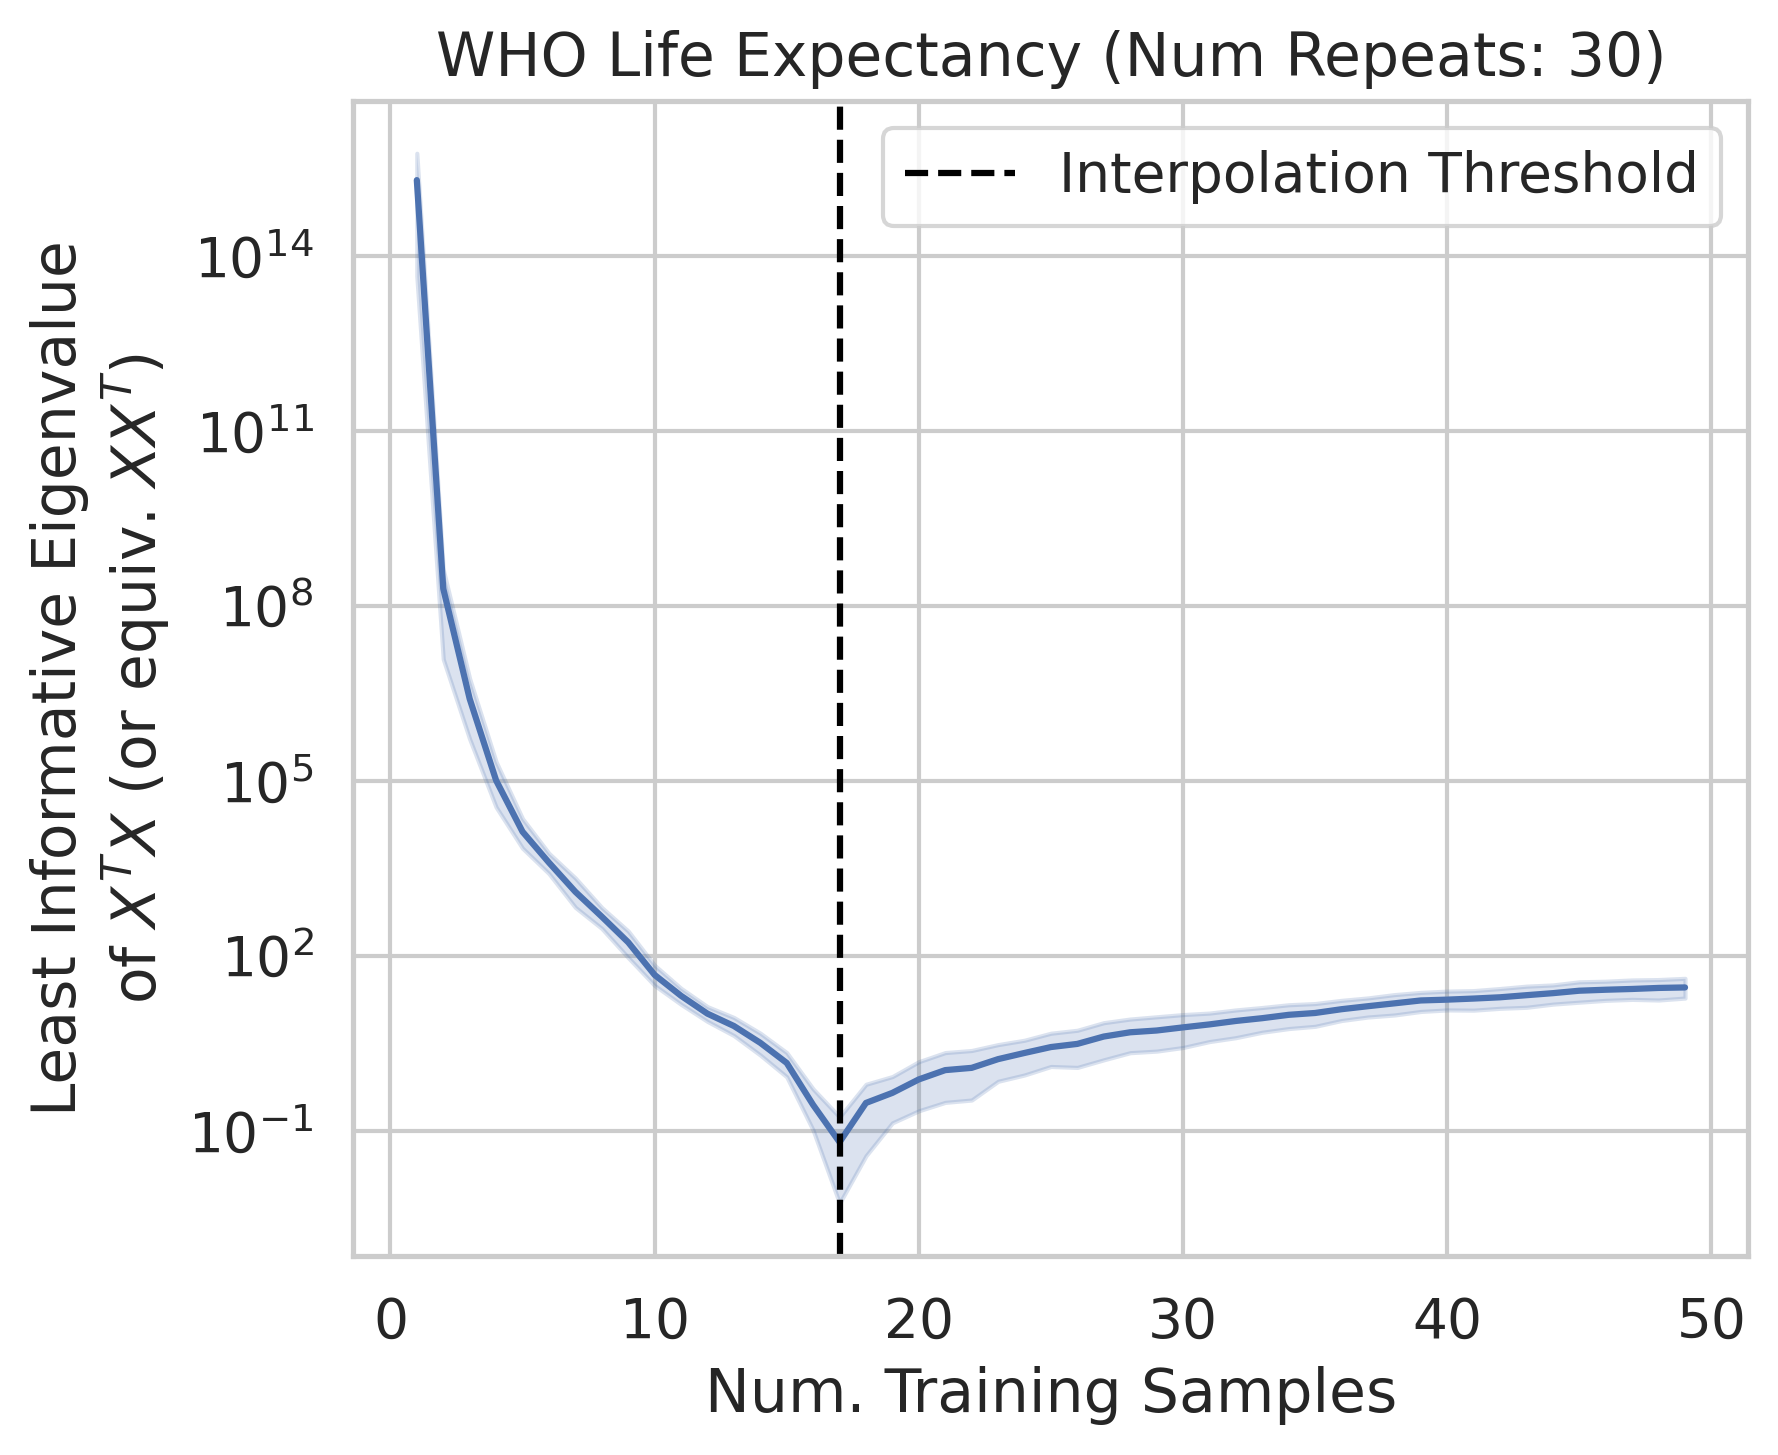 WHO Life Expectancy (Num Repeats: 30)
Interpolation Threshold
Least Informative Eigenvalue
of $X^TX$ (or equiv. $XX^T$)
$10^{14}$
$10^{11}$
$10^{8}$
$10^{5}$
$10^{2}$
$10^{-1}$
0 10 20 30 40 50
Num. Training Samples